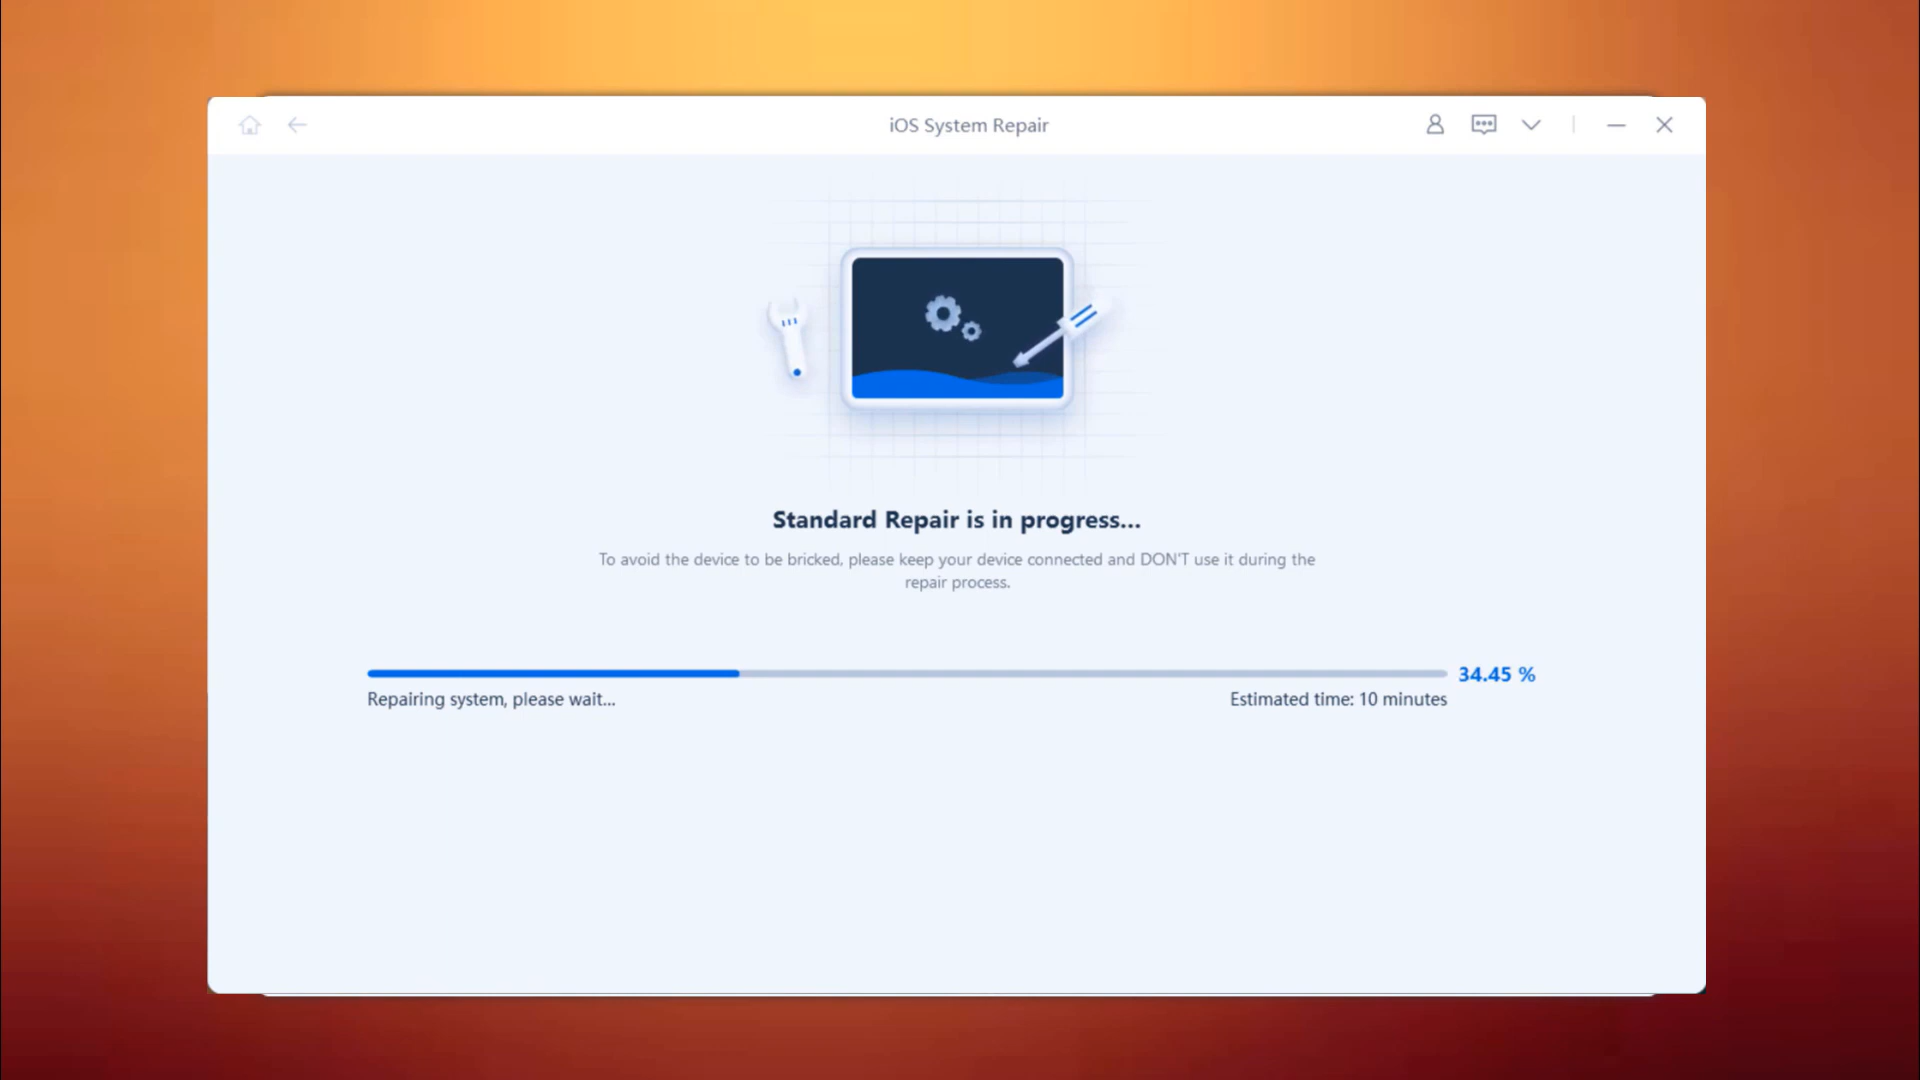 iOS System Repair
Standard Repair is in progress...
To avoid the device to be bricked, please keep your device connected and DON'T use it during the
repair process.
34.45 %
Repairing system, please wait...
Estimated time: 10 minutes